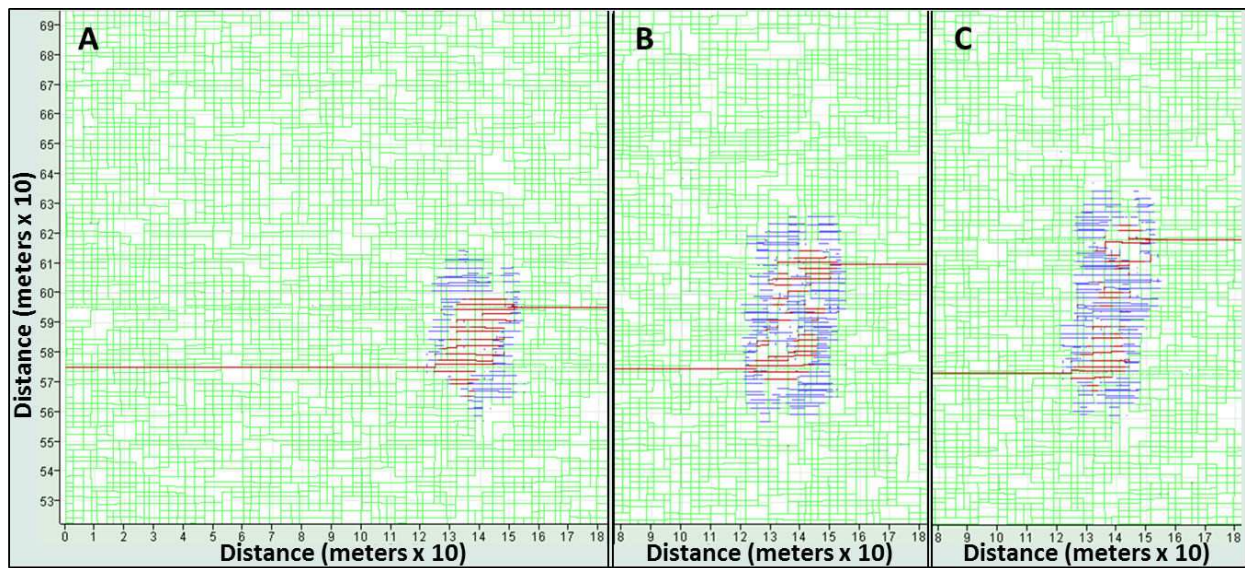 A
B
C
69
68
67
66
65
64
63
62
61
60
59
58
57
56
55
54
53
Distance (meters x 10)
0 1 2 3 4 5 6 7 8 9 10 11 12 13 14 15 16 17 18
8 9 10 11 12 13 14 15 16 17 18
8 9 10 11 12 13 14 15 16 17 18
Distance (meters x 10)
Distance (meters x 10)
Distance (meters x 10)